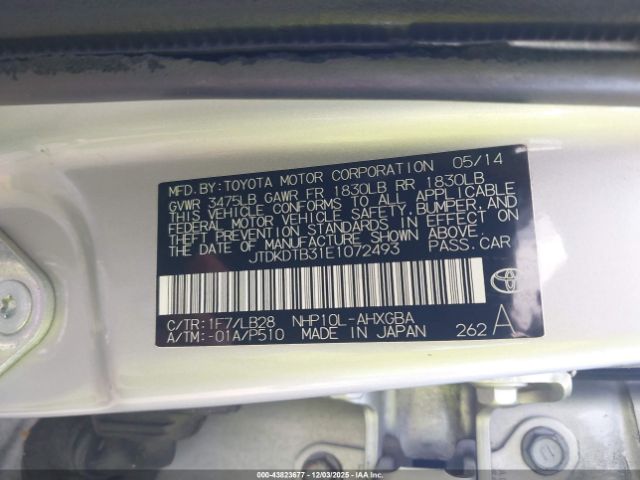 MFD.BY:TOYOTA MOTOR CORPORATION 05/14
GVWR 3475LB GAWR FR 1830LB RR 1830LB
THIS VEHICLE CONFORMS TO ALL APPLICABLE
FEDERAL MOTOR VEHICLE SAFETY,BUMPER,AND
THEFT PREVENTION STANDARDS IN EFFECT ON
THE DATE OF MANUFACTURE SHOWN ABOVE.
JTDKDTB31E1072493 PASS.CAR
C/TR:1F7/LB28 NHP10L-AHXGBA
A/TM:-01A/P510 MADE IN JAPAN 262 A
000-43823677 - IAA - 12/03/2025 - IAAI.COM